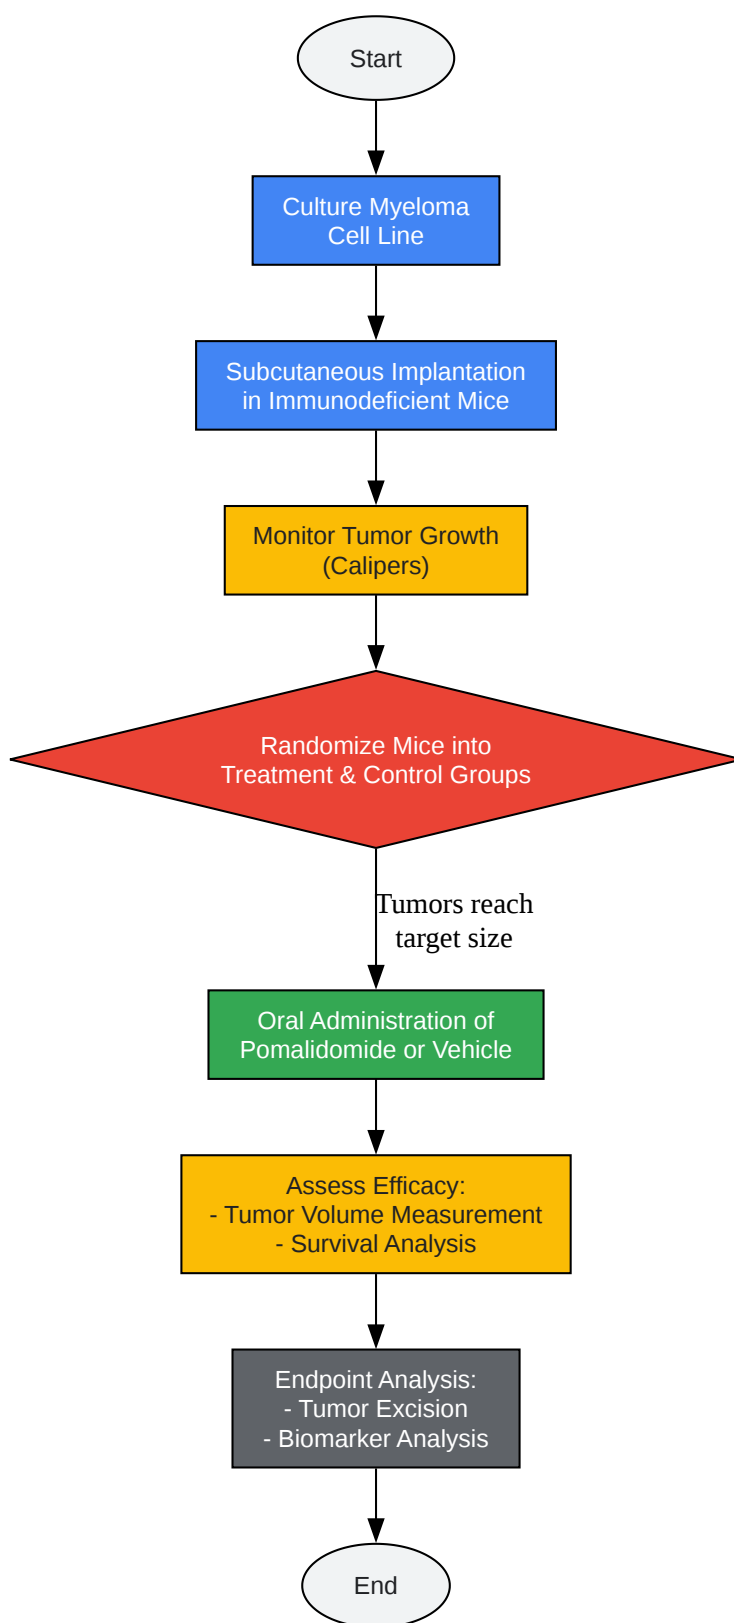 Start
Culture Myeloma
Cell Line
Subcutaneous Implantation
in Immunodeficient Mice
Monitor Tumor Growth
(Calipers)
Randomize Mice into
Treatment & Control Groups
Tumors reach
target size
Oral Administration of
Pomalidomide or Vehicle
Assess Efficacy:
- Tumor Volume Measurement
- Survival Analysis
Endpoint Analysis:
- Tumor Excision
- Biomarker Analysis
End